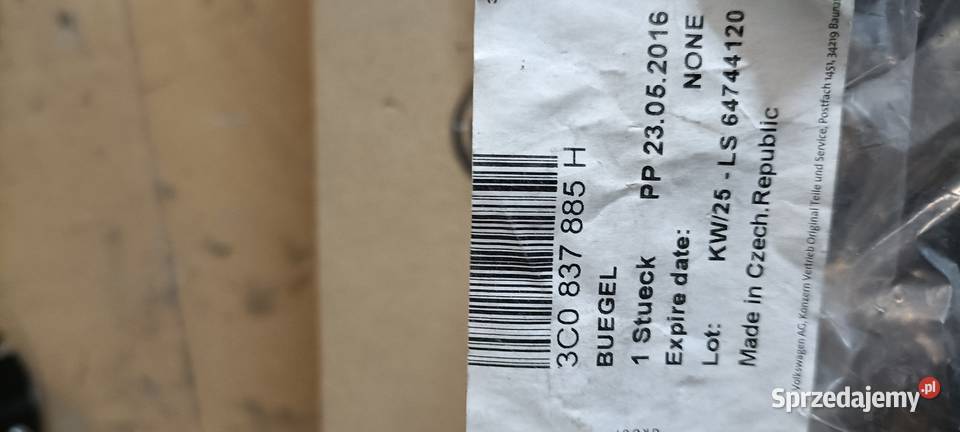 3C0 837 885 H
BUEGEL
1 Stueck PP 23.05.2016
Expire date: NONE
Lot: KW/25 - LS 64744120
Made in Czech.Republic
Volkswagen AG, Konzern Vertrieb Original Teile und Service, Postfach 1451, 34219
Sprzedajemy.pl